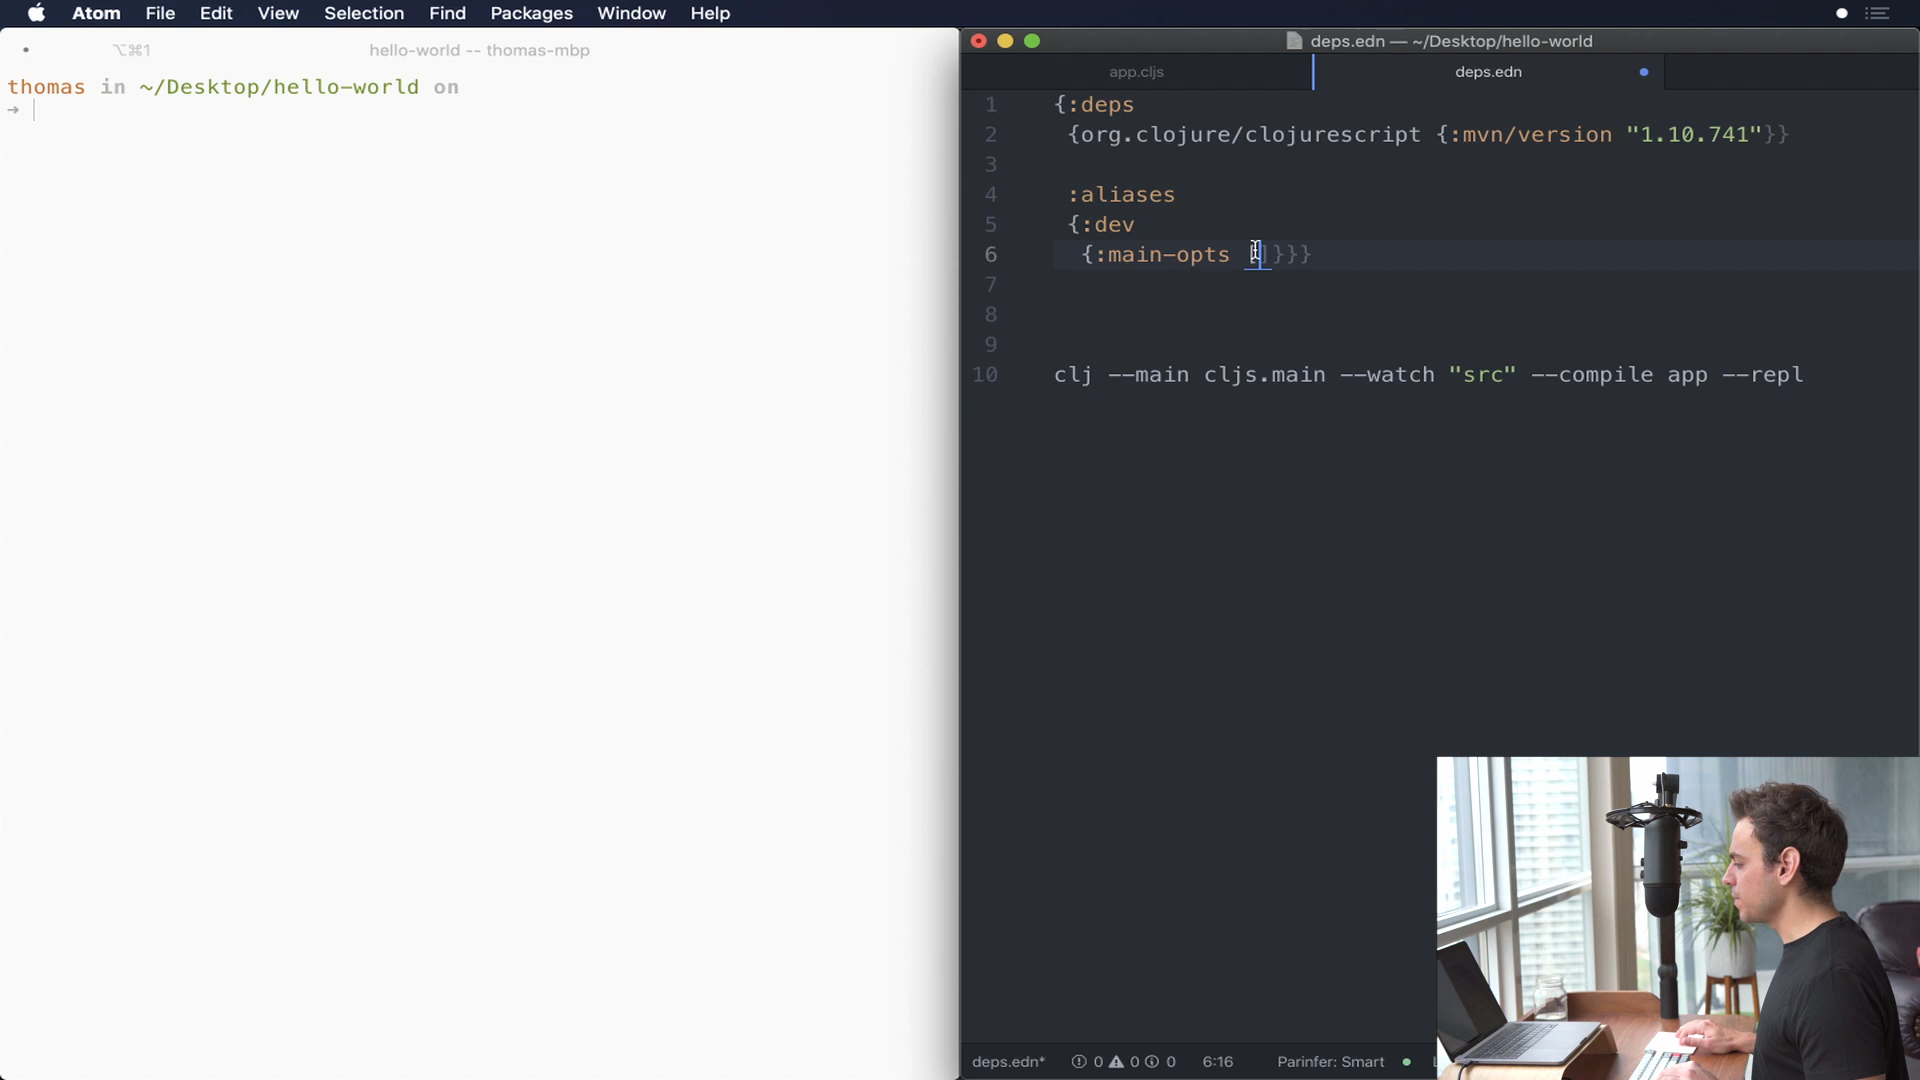 Atom File Edit View Selection Find Packages Window Help
⌥⌘1 hello-world -- thomas-mbp
thomas in ~/Desktop/hello-world on
➜
deps.edn — ~/Desktop/hello-world
app.cljs deps.edn
1 {:deps
2 {org.clojure/clojurescript {:mvn/version "1.10.741"}}
3
4 :aliases
5 {:dev
6 {:main-opts []}}}
7
8
9
10 clj --main cljs.main --watch "src" --compile app --repl
deps.edn* 0 0 0 6:16 Parinfer: Smart